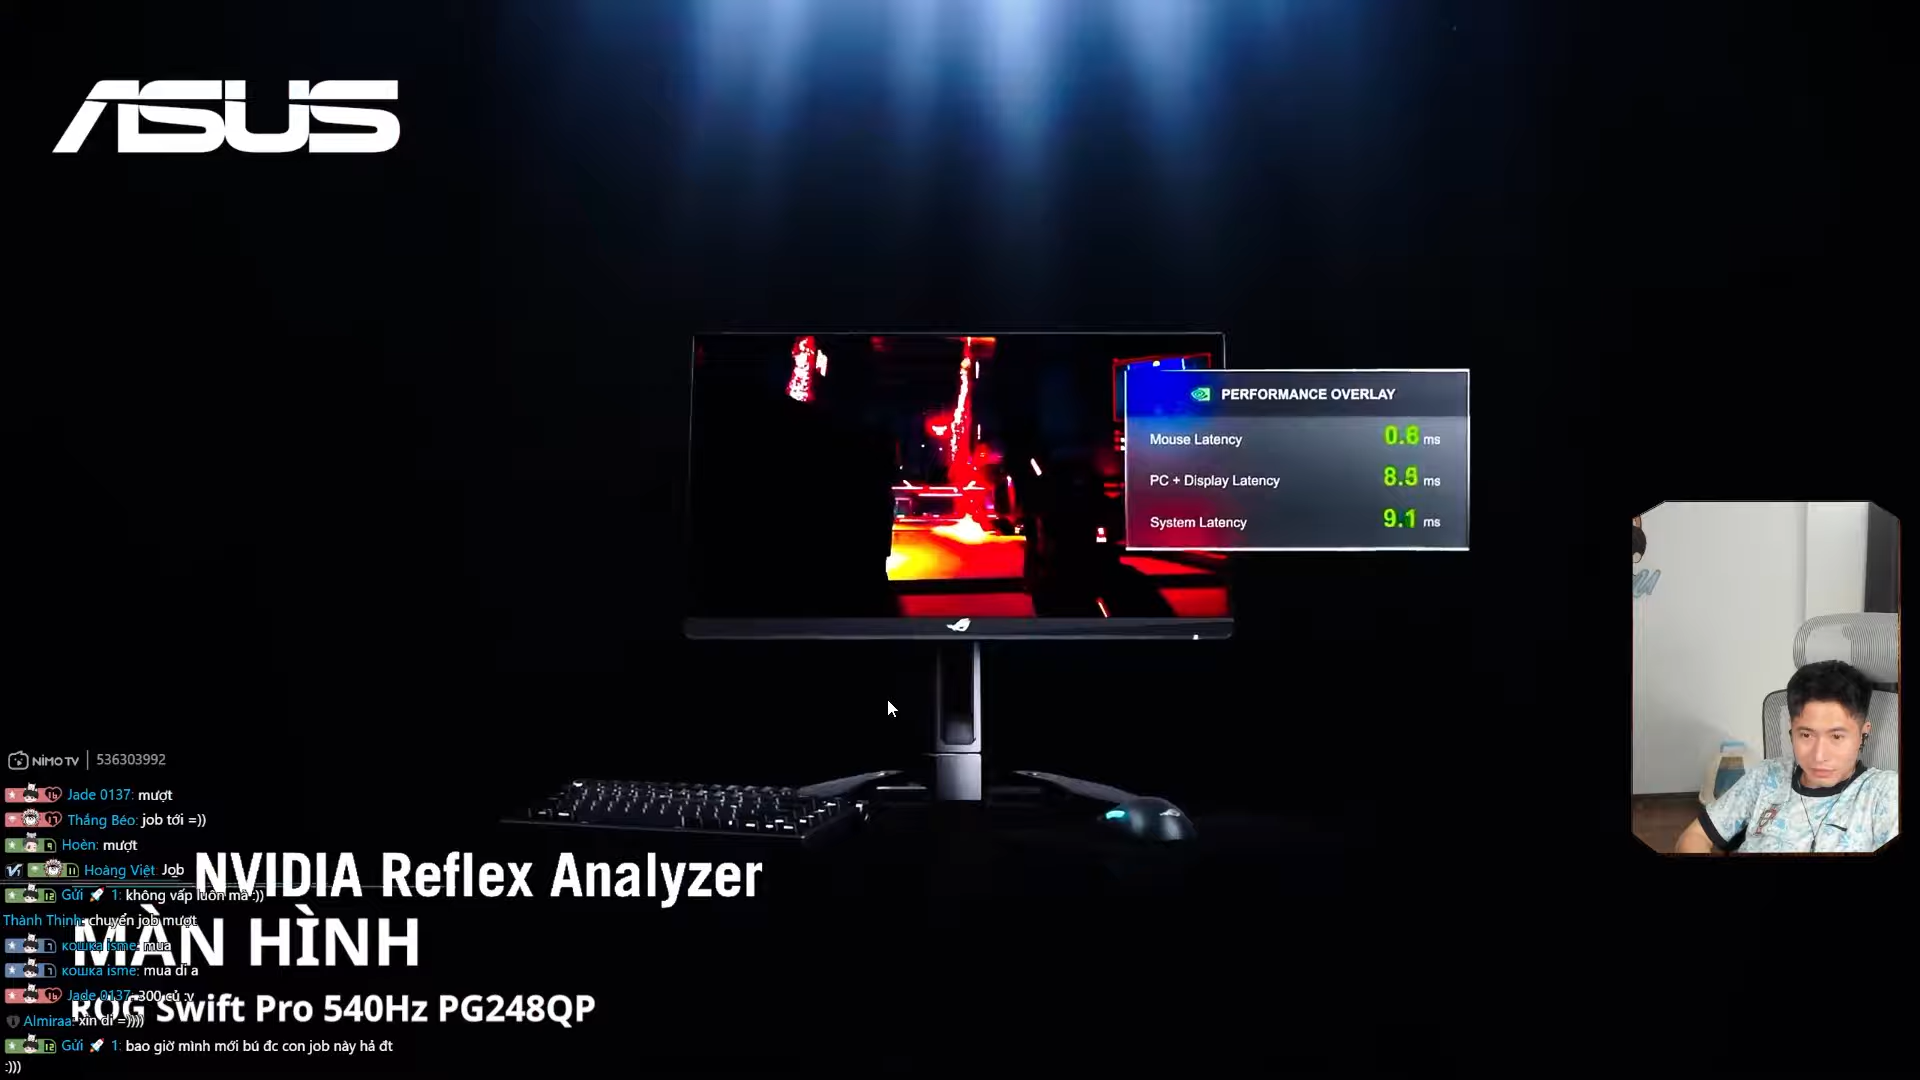 ASUS
PERFORMANCE OVERLAY
Mouse Latency 0.6 ms
PC + Display Latency 8.5 ms
System Latency 9.1 ms
NIMO TV | 536303992
Jade 0137: mượt
Thắng Béo: job tới =))
Hoèn: mượt
Hoàng Việt: Job
NVIDIA Reflex Analyzer
Gửi 🚀 1: không vấp luôn mà :))
Thành Thịnh: chuyển job mượt
MÀN HÌNH
кошка isme: mua
кошка isme: mua dĩ a
Jade 0137: 300 củ :v
ROG Swift Pro 540Hz PG248QP
Almiraa: xin dĩ =))))
Gửi 🚀 1: bao giờ mình mới bú đc con job này hả đt
:)))